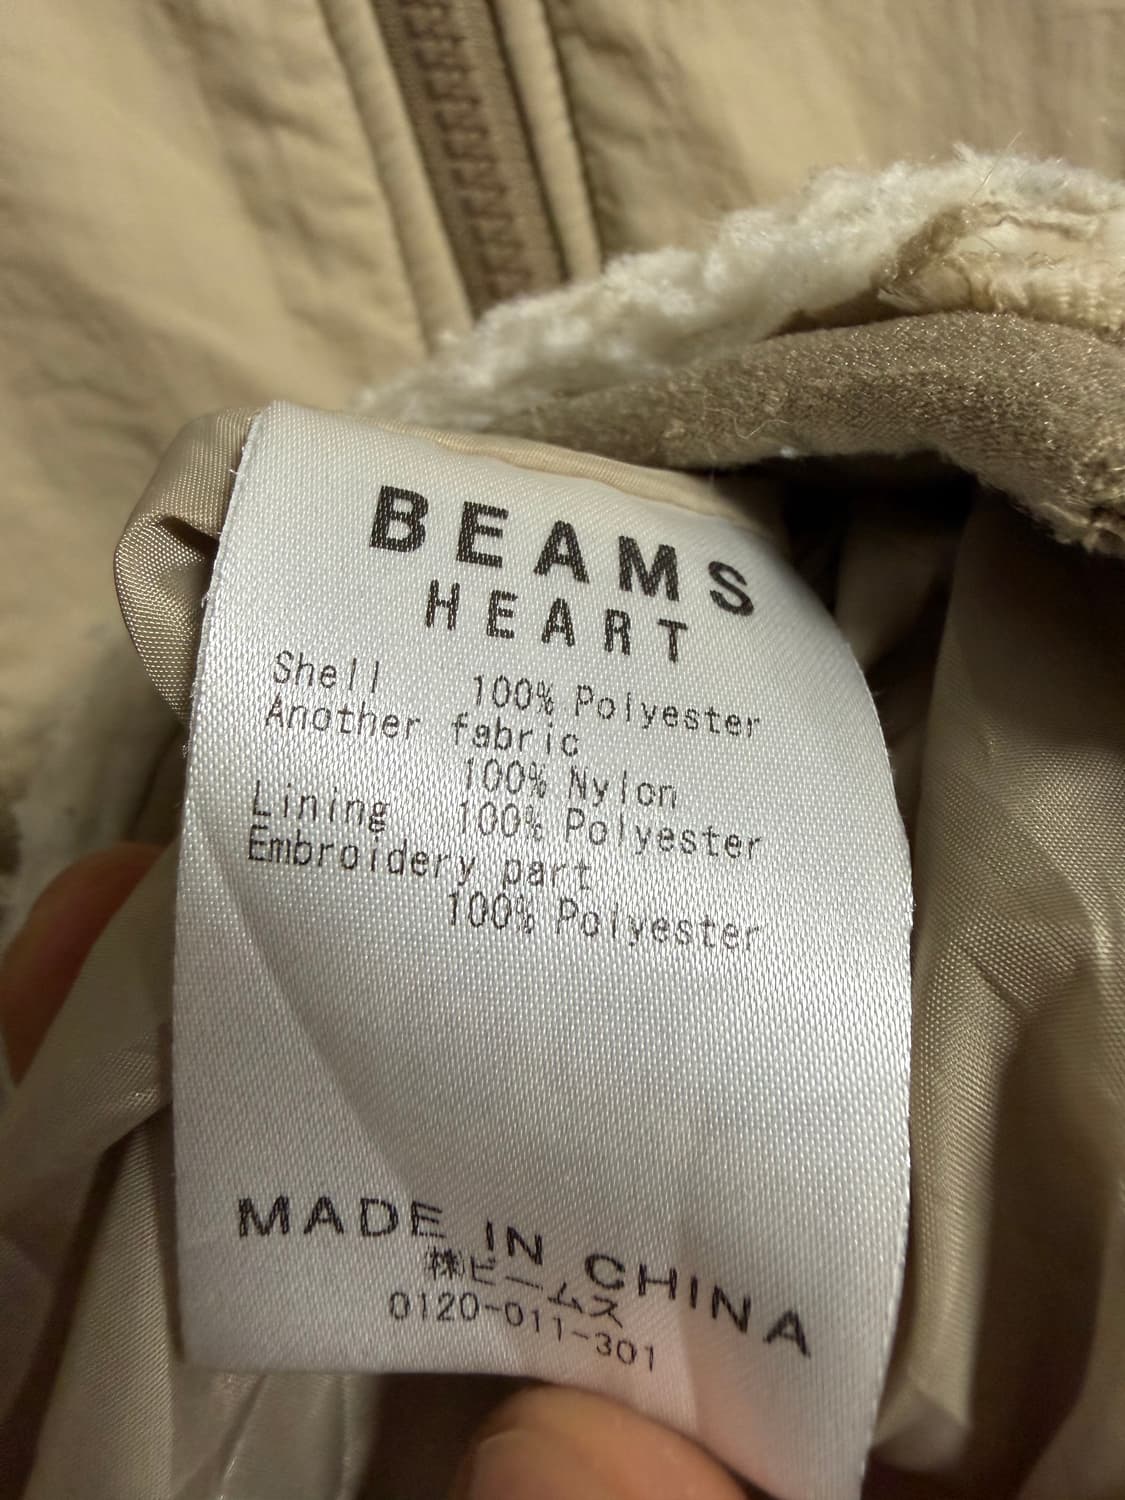 BEAMS
HEART
Shell 100% Polyester
Another fabric
100% Nylon
Lining 100% Polyester
Embroidery part
100% Polyester
MADE IN CHINA
㈱ビームス
0120-011-301